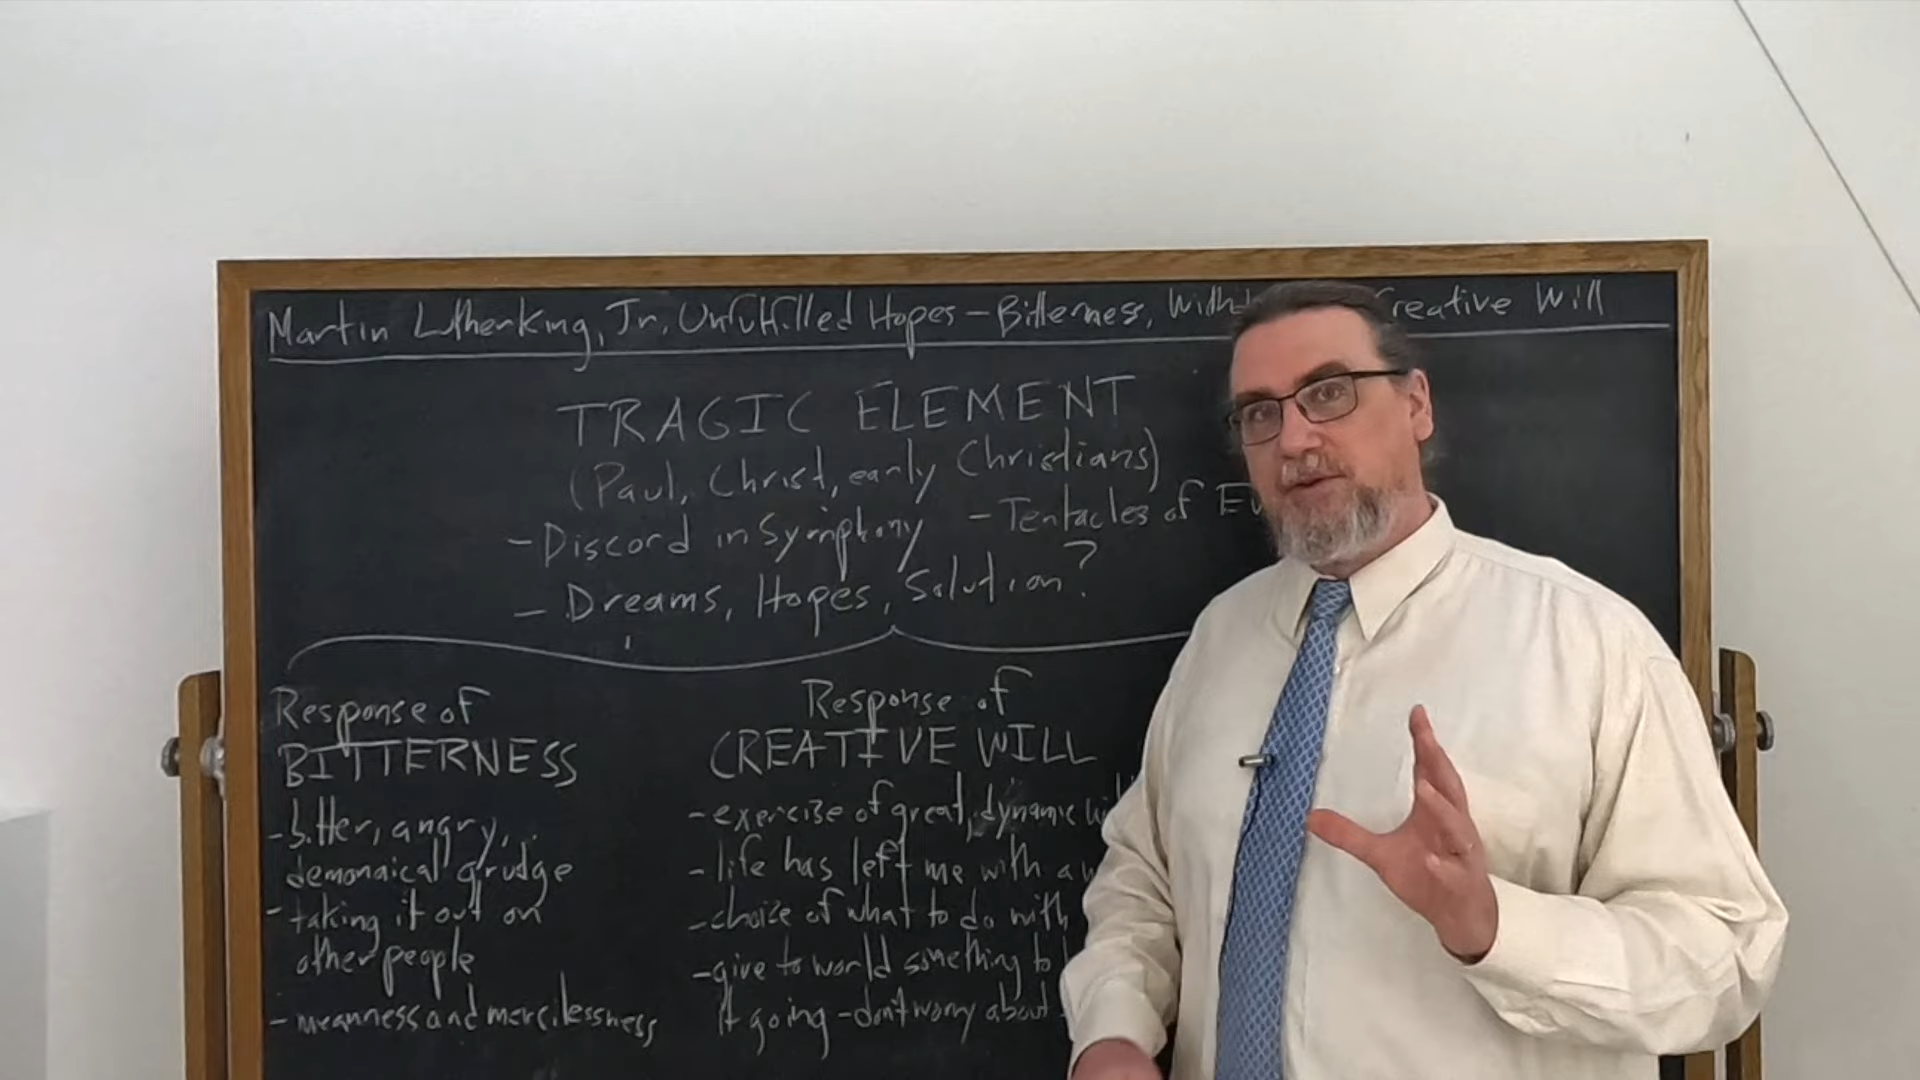 Martin Luther King, Jr, Unfulfilled Hopes - Bitterness, Creative Will
TRAGIC ELEMENT
(Paul, Christ, early Christians)
- Discord in Symphony - Tentacles of
- Dreams, Hopes, Solution?
Response of
BITTERNESS
- bitter, angry,
demonaical grudge
- taking it out on
other people
- meanness and mercilessness
Response of
CREATIVE WILL
- exercise of great, dynamic
- life has left me with a
- choice of what to do with
- give to world something to
it going - don't worry about